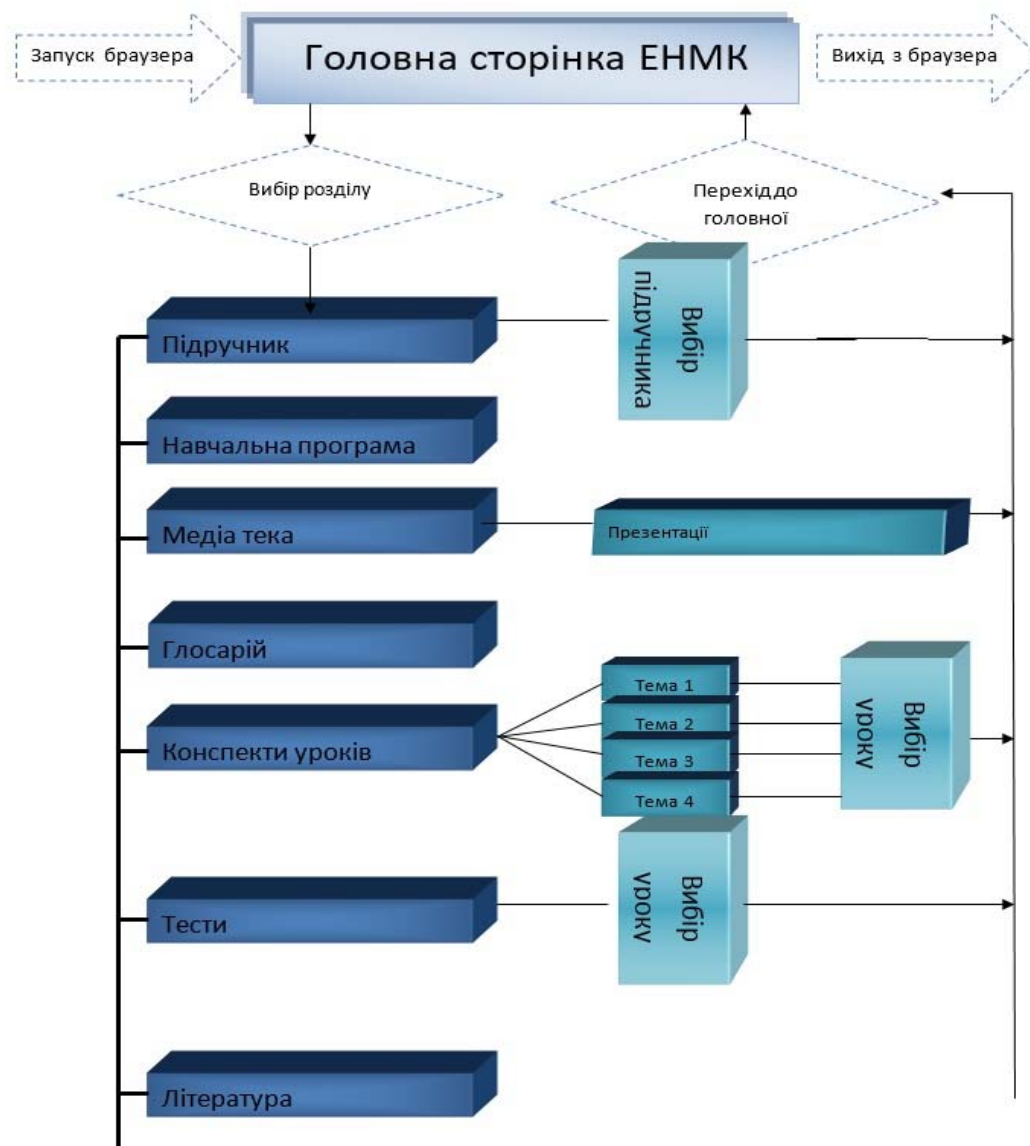 Запуск браузера
Головна сторінка ЕНМК
Вихід з браузера
Вибір розділу
Перехіддо
головної
Підручник
Вибір
підручника
Навчальна програма
Медіа тека
Презентації
Глосарій
Конспекти уроків
Тема 1
Тема 2
Тема 3
Тема 4
Вибір
уроку
Тести
Вибір
уроку
Література